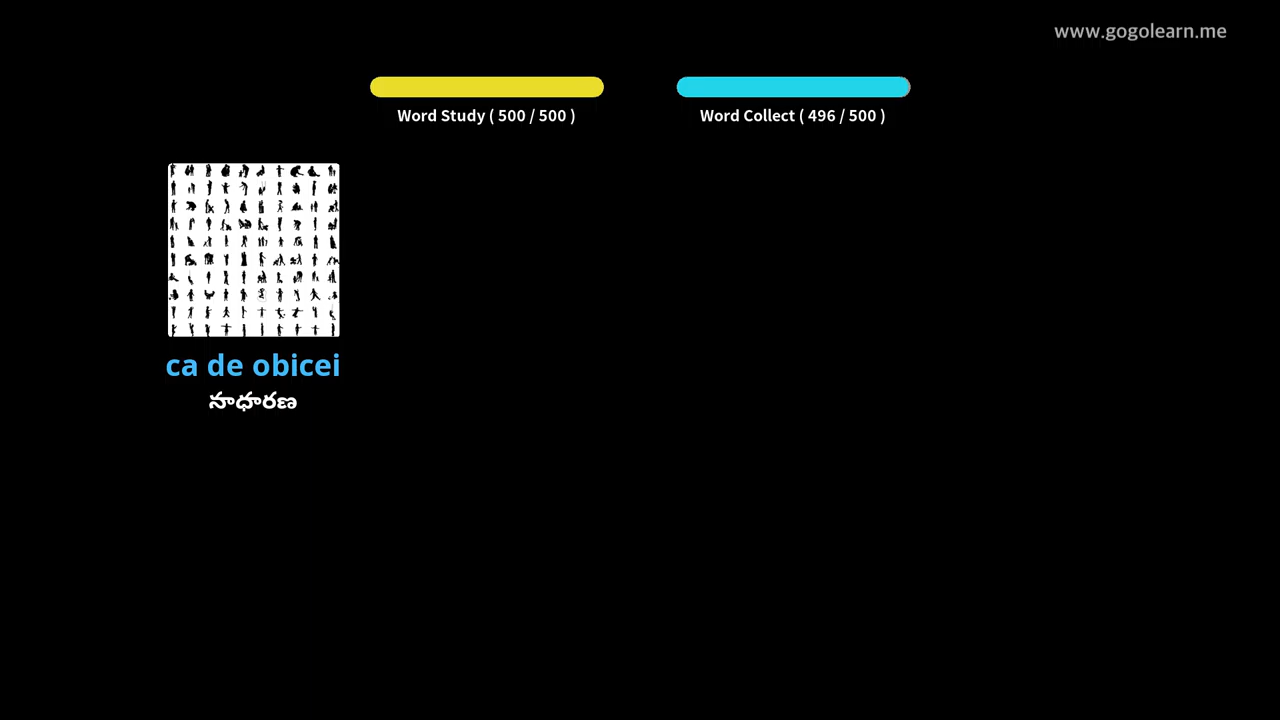 www.gogolearn.me
Word Study ( 500 / 500 )
Word Collect ( 496 / 500 )
ca de obicei
సాధారణ